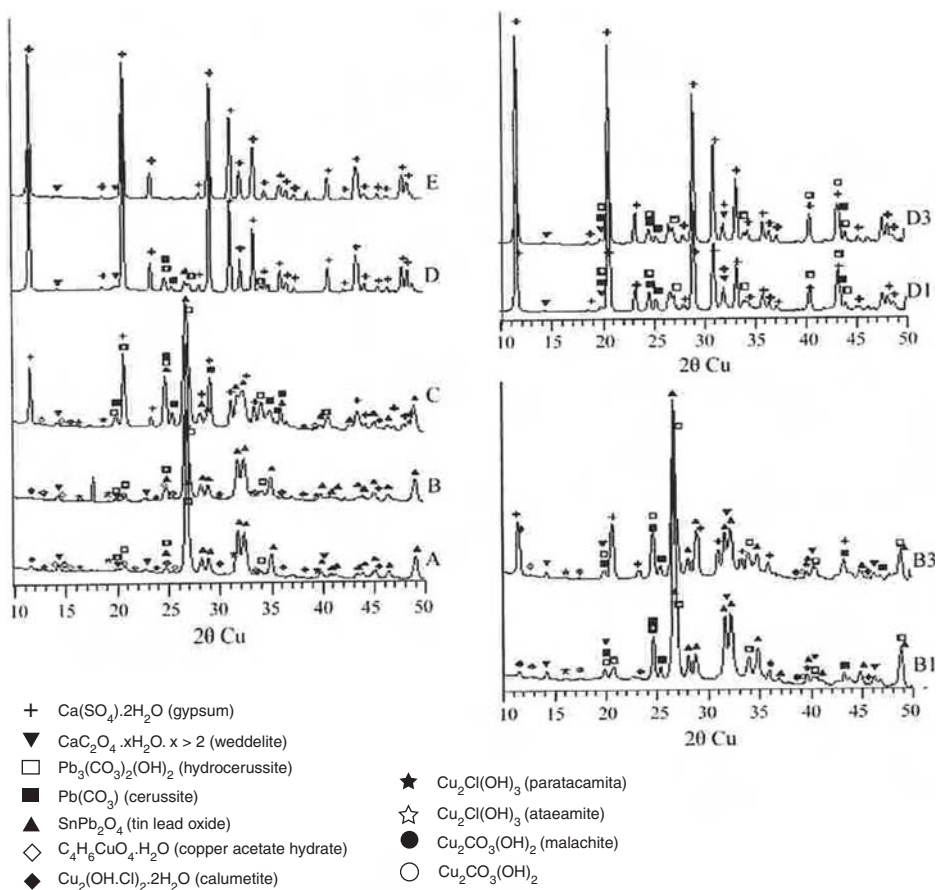 E
D
C
B
A
10 15 20 25 30 35 40 45 50
2θ Cu
D3
D1
10 15 20 25 30 35 40 45 50
2θ Cu
B3
B1
10 15 20 25 30 35 40 45 50
2θ Cu
Ca(SO₄).2H₂O (gypsum)
CaC₂O₄ .xH₂O. x > 2 (weddelite)
Pb₃(CO₃)₂(OH)₂ (hydrocerussite)
Pb(CO₃) (cerussite)
SnPb₂O₄ (tin lead oxide)
C₄H₆CuO₄.H₂O (copper acetate hydrate)
Cu₂(OH.Cl)₂.2H₂O (calumetite)
Cu₂Cl(OH)₃ (paratacamita)
Cu₂Cl(OH)₃ (ataeamite)
Cu₂CO₃(OH)₂ (malachite)
Cu₂CO₃(OH)₂